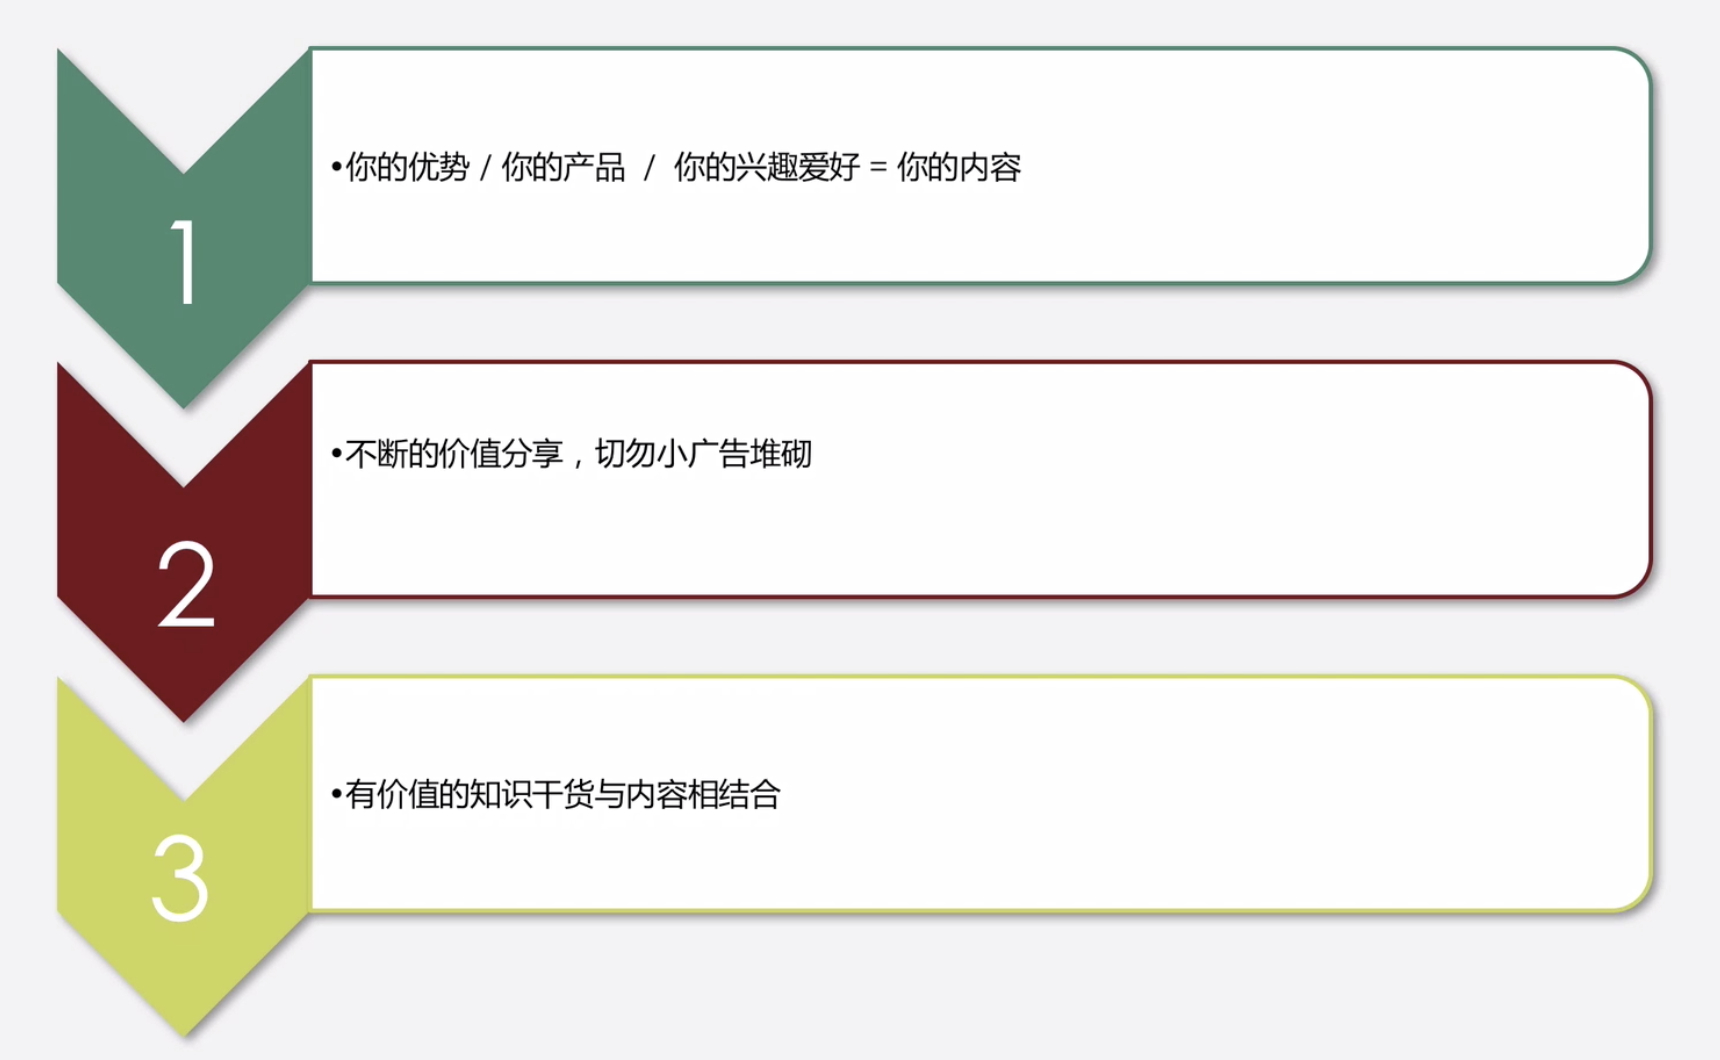 1
•你的优势 / 你的产品 / 你的兴趣爱好 = 你的内容
2
•不断的价值分享，切勿小广告堆砌
3
•有价值的知识干货与内容相结合